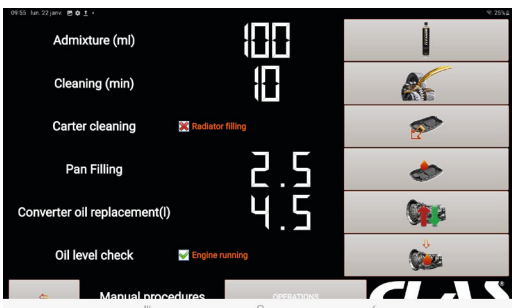 09:55 lun. 22 janv.
25%
Admixture (ml) 100
Cleaning (min) 10
Carter cleaning Radiator filling
Pan Filling 2.5
Converter oil replacement(l) 4.5
Oil level check Engine running
Manual procedures OPERATIONS CLAS